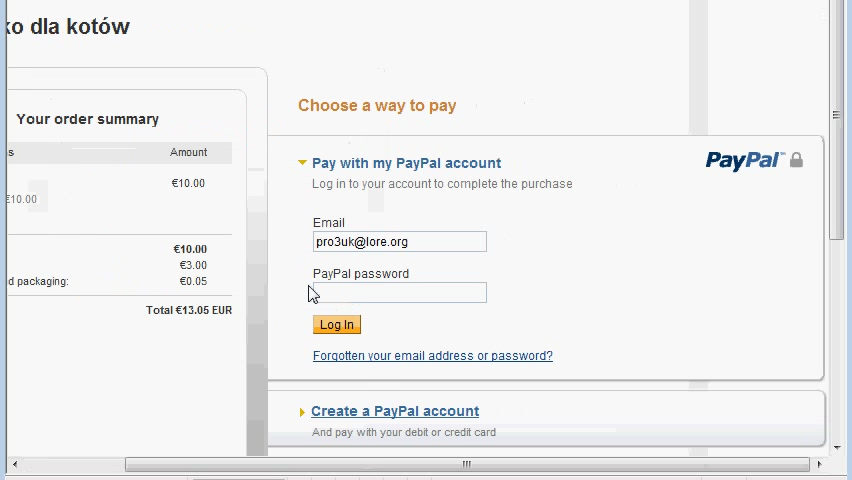 ko dla kotów
Your order summary
s Amount
€10.00
€10.00
€10.00
€3.00
d packaging: €0.05
Total €13.05 EUR
Choose a way to pay
Pay with my PayPal account
PayPal™
Log in to your account to complete the purchase
Email
pro3uk@lore.org
PayPal password
Log In
Forgotten your email address or password?
Create a PayPal account
And pay with your debit or credit card